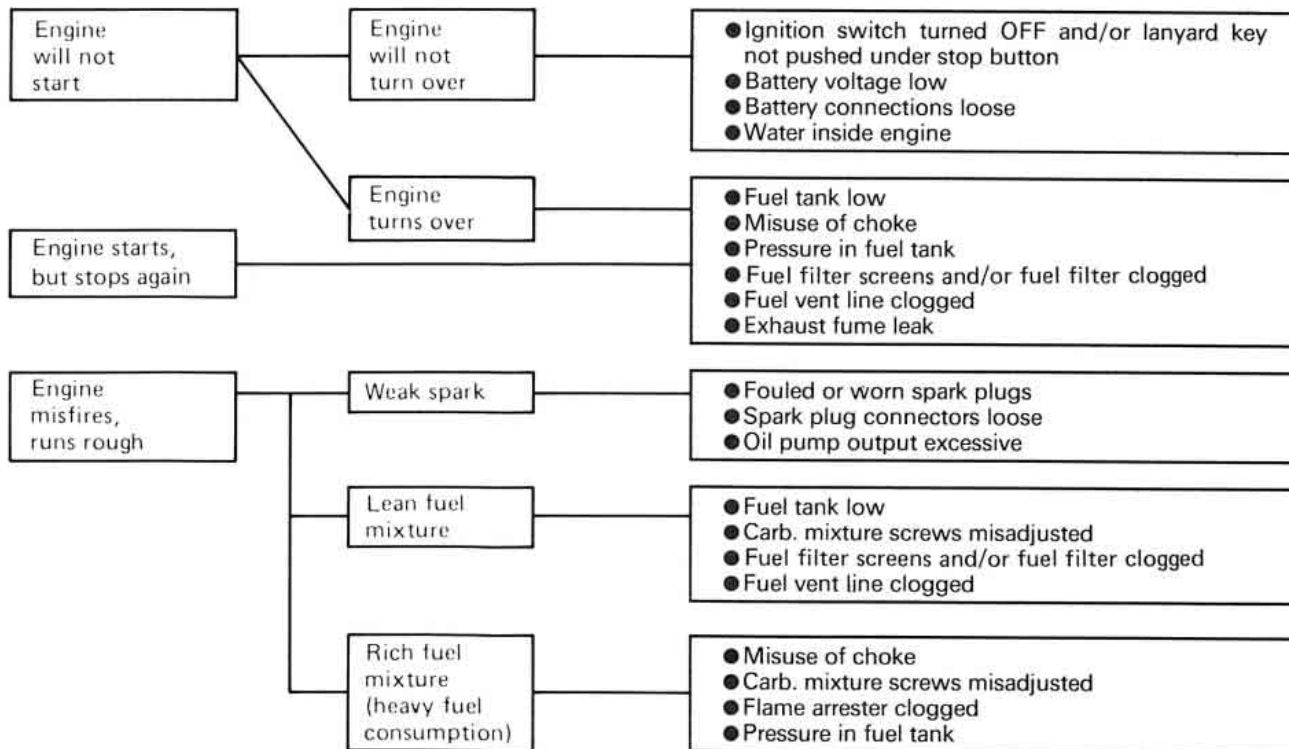 Engine
will not
start
Engine
will not
turn over
●Ignition switch turned OFF and/or lanyard key
not pushed under stop button
●Battery voltage low
●Battery connections loose
●Water inside engine
Engine
turns over
Engine starts,
but stops again
●Fuel tank low
●Misuse of choke
●Pressure in fuel tank
●Fuel filter screens and/or fuel filter clogged
●Fuel vent line clogged
●Exhaust fume leak
Engine
misfires,
runs rough
Weak spark
●Fouled or worn spark plugs
●Spark plug connectors loose
●Oil pump output excessive
Lean fuel
mixture
●Fuel tank low
●Carb. mixture screws misadjusted
●Fuel filter screens and/or fuel filter clogged
●Fuel vent line clogged
Rich fuel
mixture
(heavy fuel
consumption)
●Misuse of choke
●Carb. mixture screws misadjusted
●Flame arrester clogged
●Pressure in fuel tank